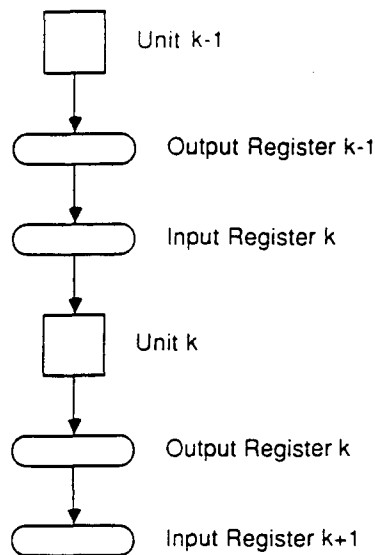 Unit k-1
Output Register k-1
Input Register k
Unit k
Output Register k
Input Register k+1